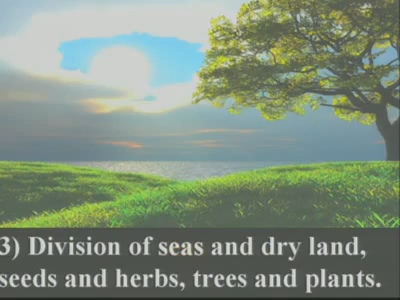 3) Division of seas and dry land,
seeds and herbs, trees and plants.